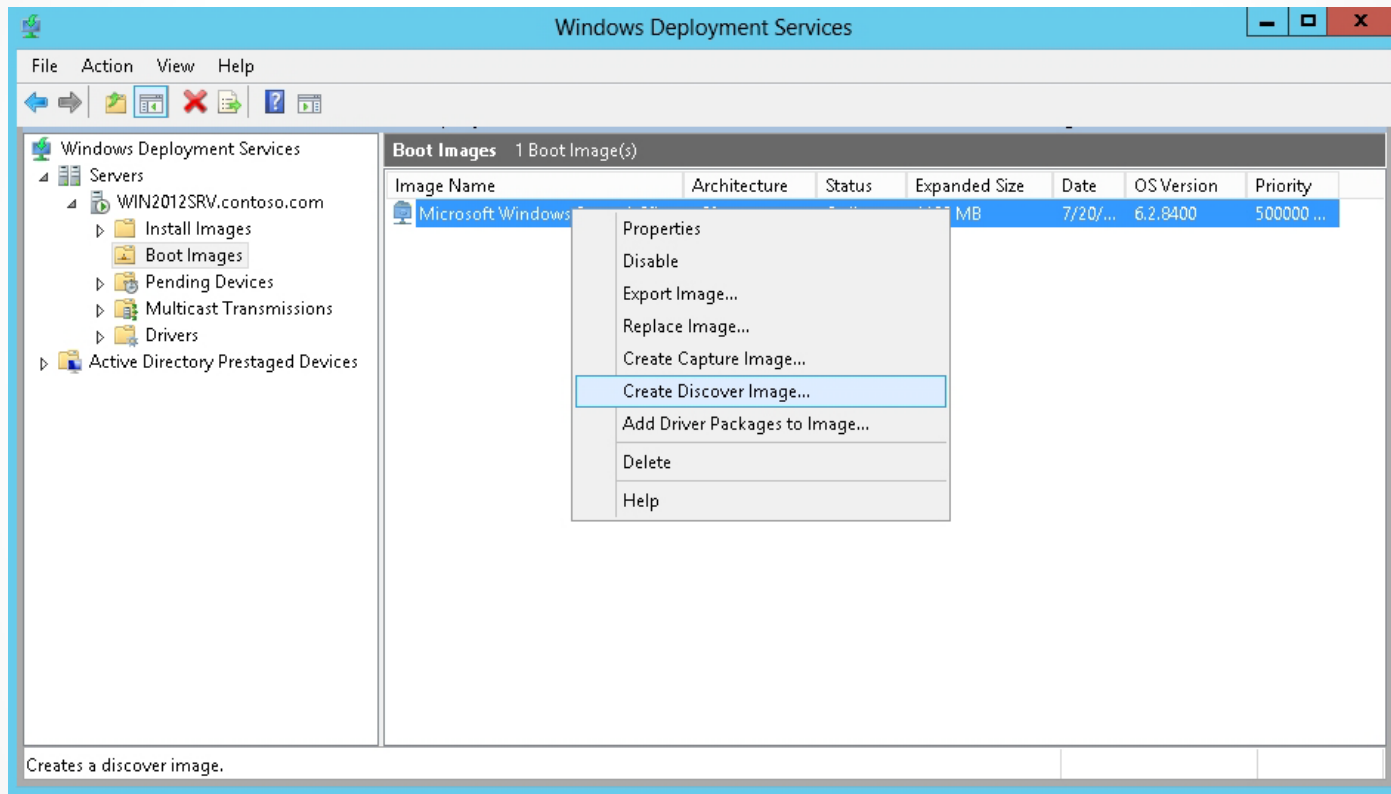 Windows Deployment Services
File Action View Help
Windows Deployment Services
Servers
WIN2012SRV.contoso.com
Install Images
Boot Images
Pending Devices
Multicast Transmissions
Drivers
Active Directory Prestaged Devices
Boot Images 1 Boot Image(s)
Image Name Architecture Status Expanded Size Date OS Version Priority
Microsoft Windows MB 7/20/... 6.2.8400 500000 ...
Properties
Disable
Export Image...
Replace Image...
Create Capture Image...
Create Discover Image...
Add Driver Packages to Image...
Delete
Help
Creates a discover image.